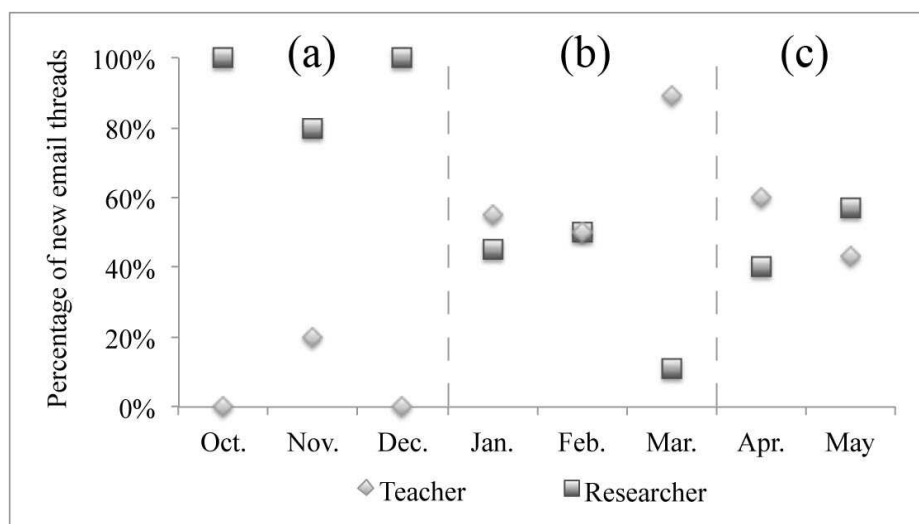 (a) (b) (c)
Percentage of new email threads
100%
80%
60%
40%
20%
0%
Oct. Nov. Dec. Jan. Feb. Mar. Apr. May
Teacher Researcher